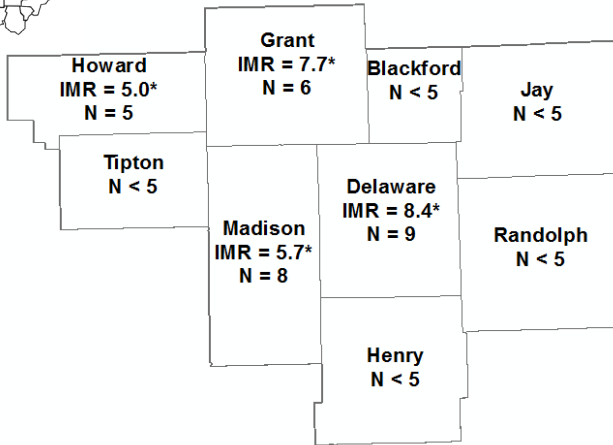 Grant
IMR = 7.7*
N = 6
Howard
IMR = 5.0*
N = 5
Blackford
N < 5
Jay
N < 5
Tipton
N < 5
Delaware
IMR = 8.4*
N = 9
Madison
IMR = 5.7*
N = 8
Randolph
N < 5
Henry
N < 5